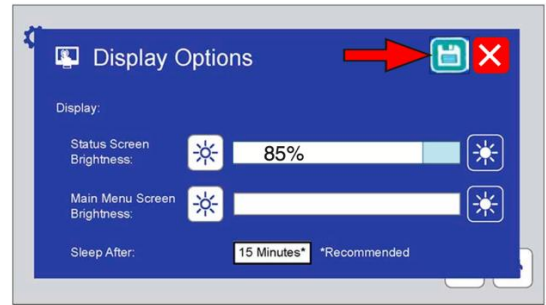 Display Options
Display:
Status Screen
Brightness:
85%
Main Menu Screen
Brightness:
Sleep After:
15 Minutes*
*Recommended